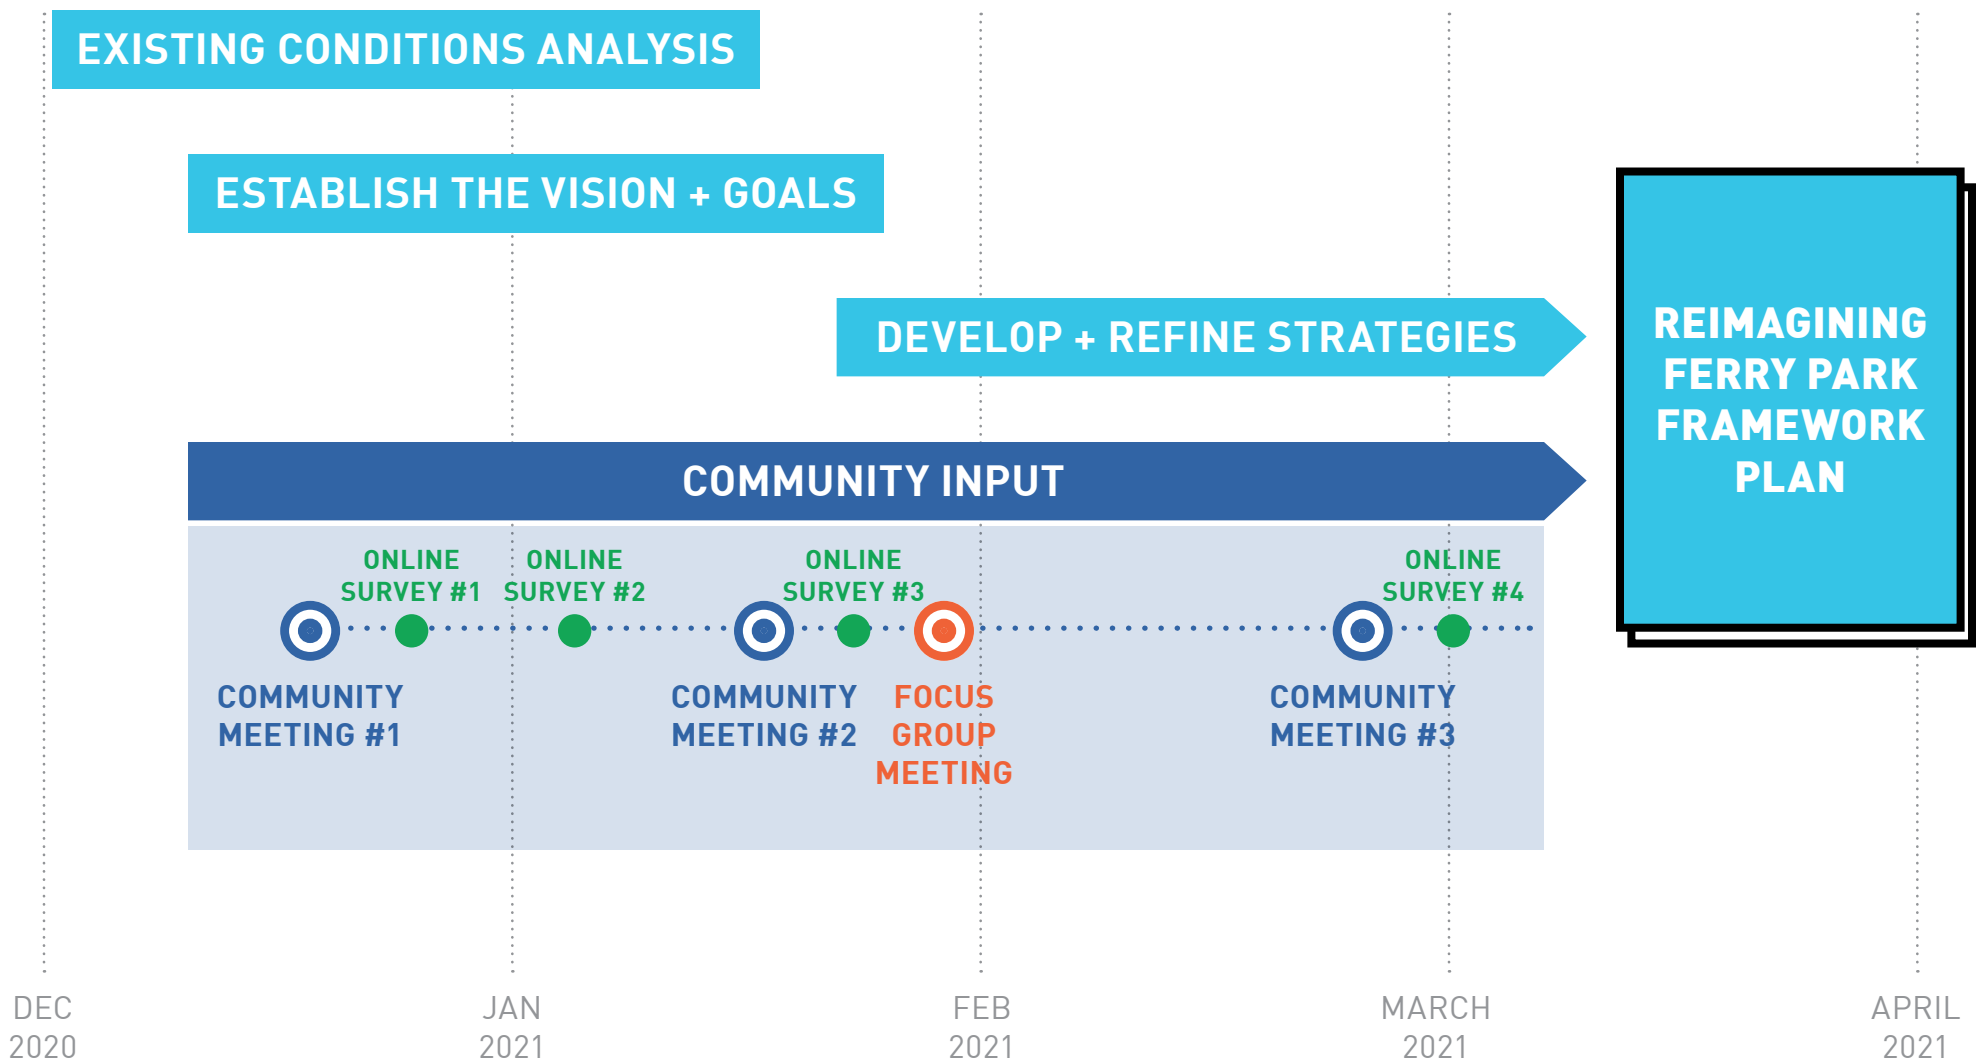 EXISTING CONDITIONS ANALYSIS
ESTABLISH THE VISION + GOALS
DEVELOP + REFINE STRATEGIES
COMMUNITY INPUT
REIMAGINING
FERRY PARK
FRAMEWORK
PLAN
ONLINE
SURVEY #1
ONLINE
SURVEY #2
ONLINE
SURVEY #3
ONLINE
SURVEY #4
COMMUNITY
MEETING #1
COMMUNITY
MEETING #2
FOCUS
GROUP
MEETING
COMMUNITY
MEETING #3
DEC
2020
JAN
2021
FEB
2021
MARCH
2021
APRIL
2021